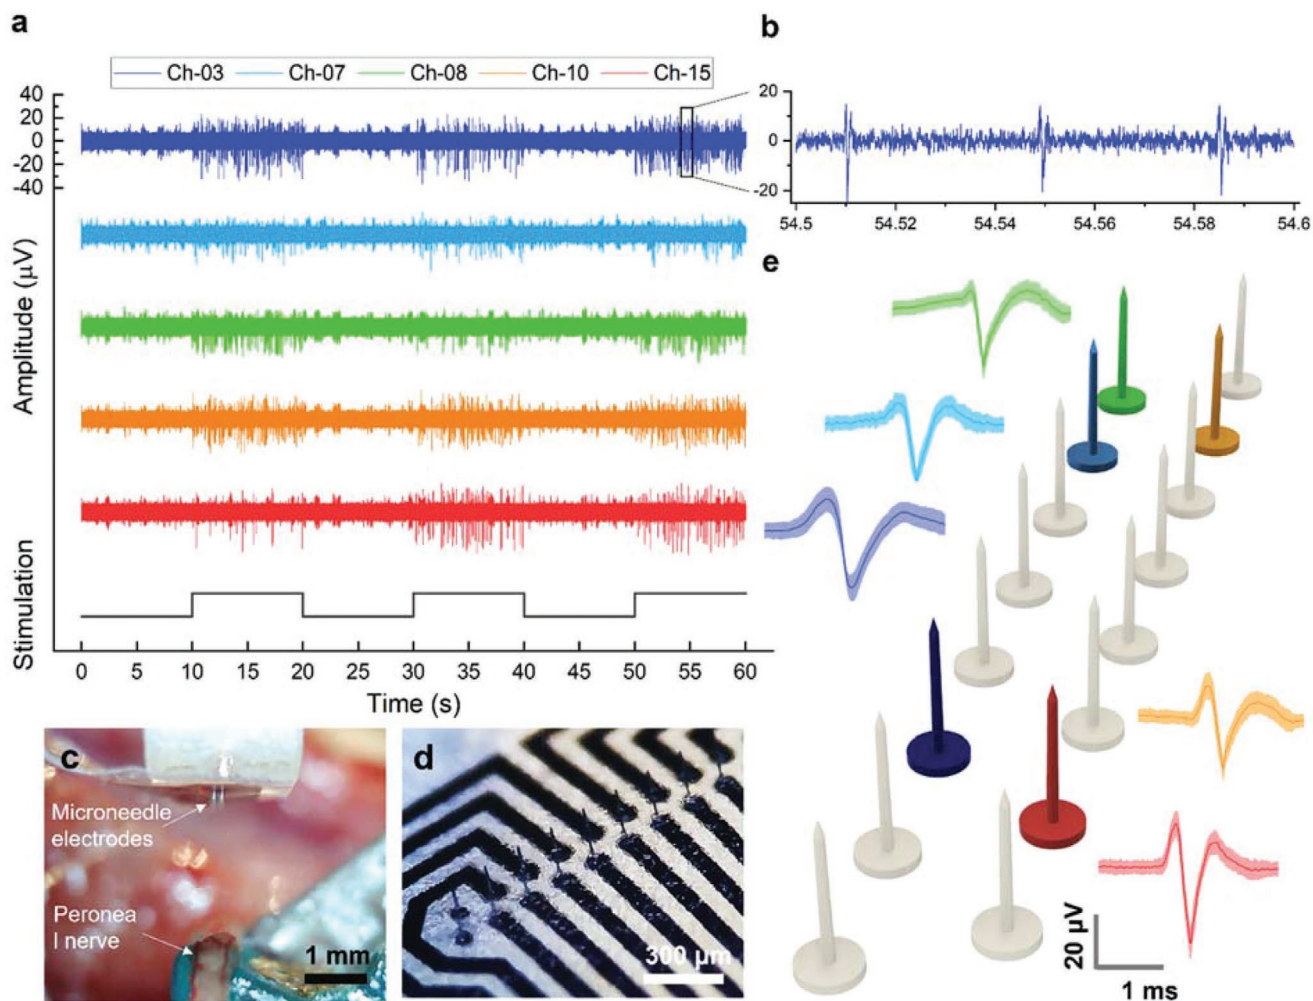 a
Ch-03 Ch-07 Ch-08 Ch-10 Ch-15
40
20
0
-20
-40
Amplitude (µV)
Stimulation
0 5 10 15 20 25 30 35 40 45 50 55 60
Time (s)
b
20
0
-20
54.5 54.52 54.54 54.56 54.58 54.6
c
Microneedle
electrodes
Peronea
l nerve
1 mm
d
300 µm
e
20 µV
1 ms